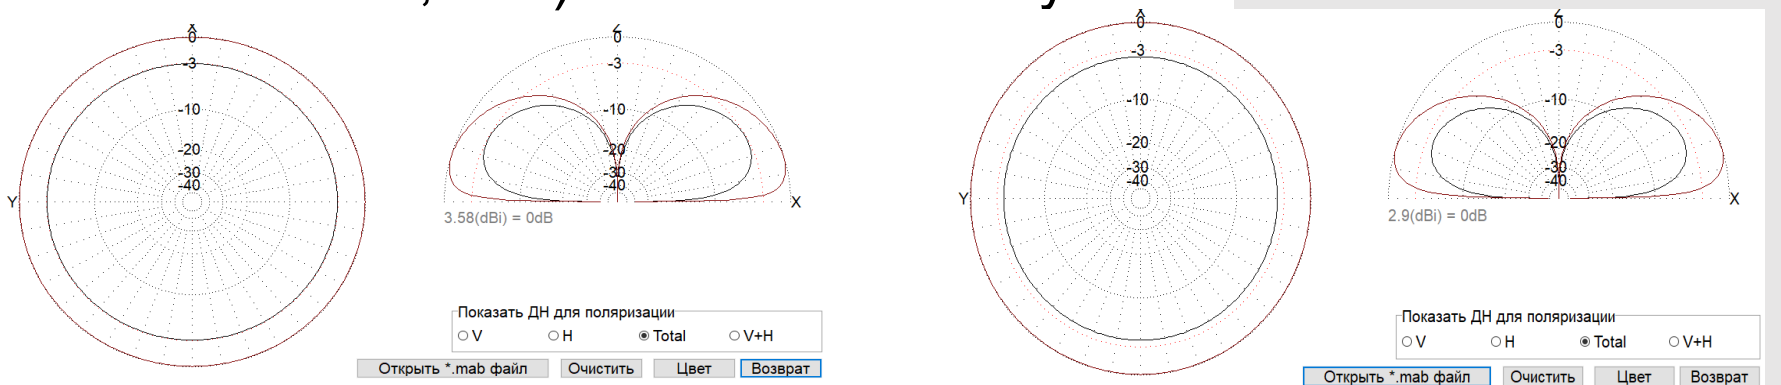 X
0
-3
-10
-20
-30
-40
Y
Z
0
-3
-10
-20
-30
-40
X
3.58(dBi) = 0dB
Показать ДН для поляризации
V H Total V+H
Открыть *.mab файл Очистить Цвет Возврат
X
0
-3
-10
-20
-30
-40
Y
Z
0
-3
-10
-20
-30
-40
X
2.9(dBi) = 0dB
Показать ДН для поляризации
V H Total V+H
Открыть *.mab файл Очистить Цвет Возврат